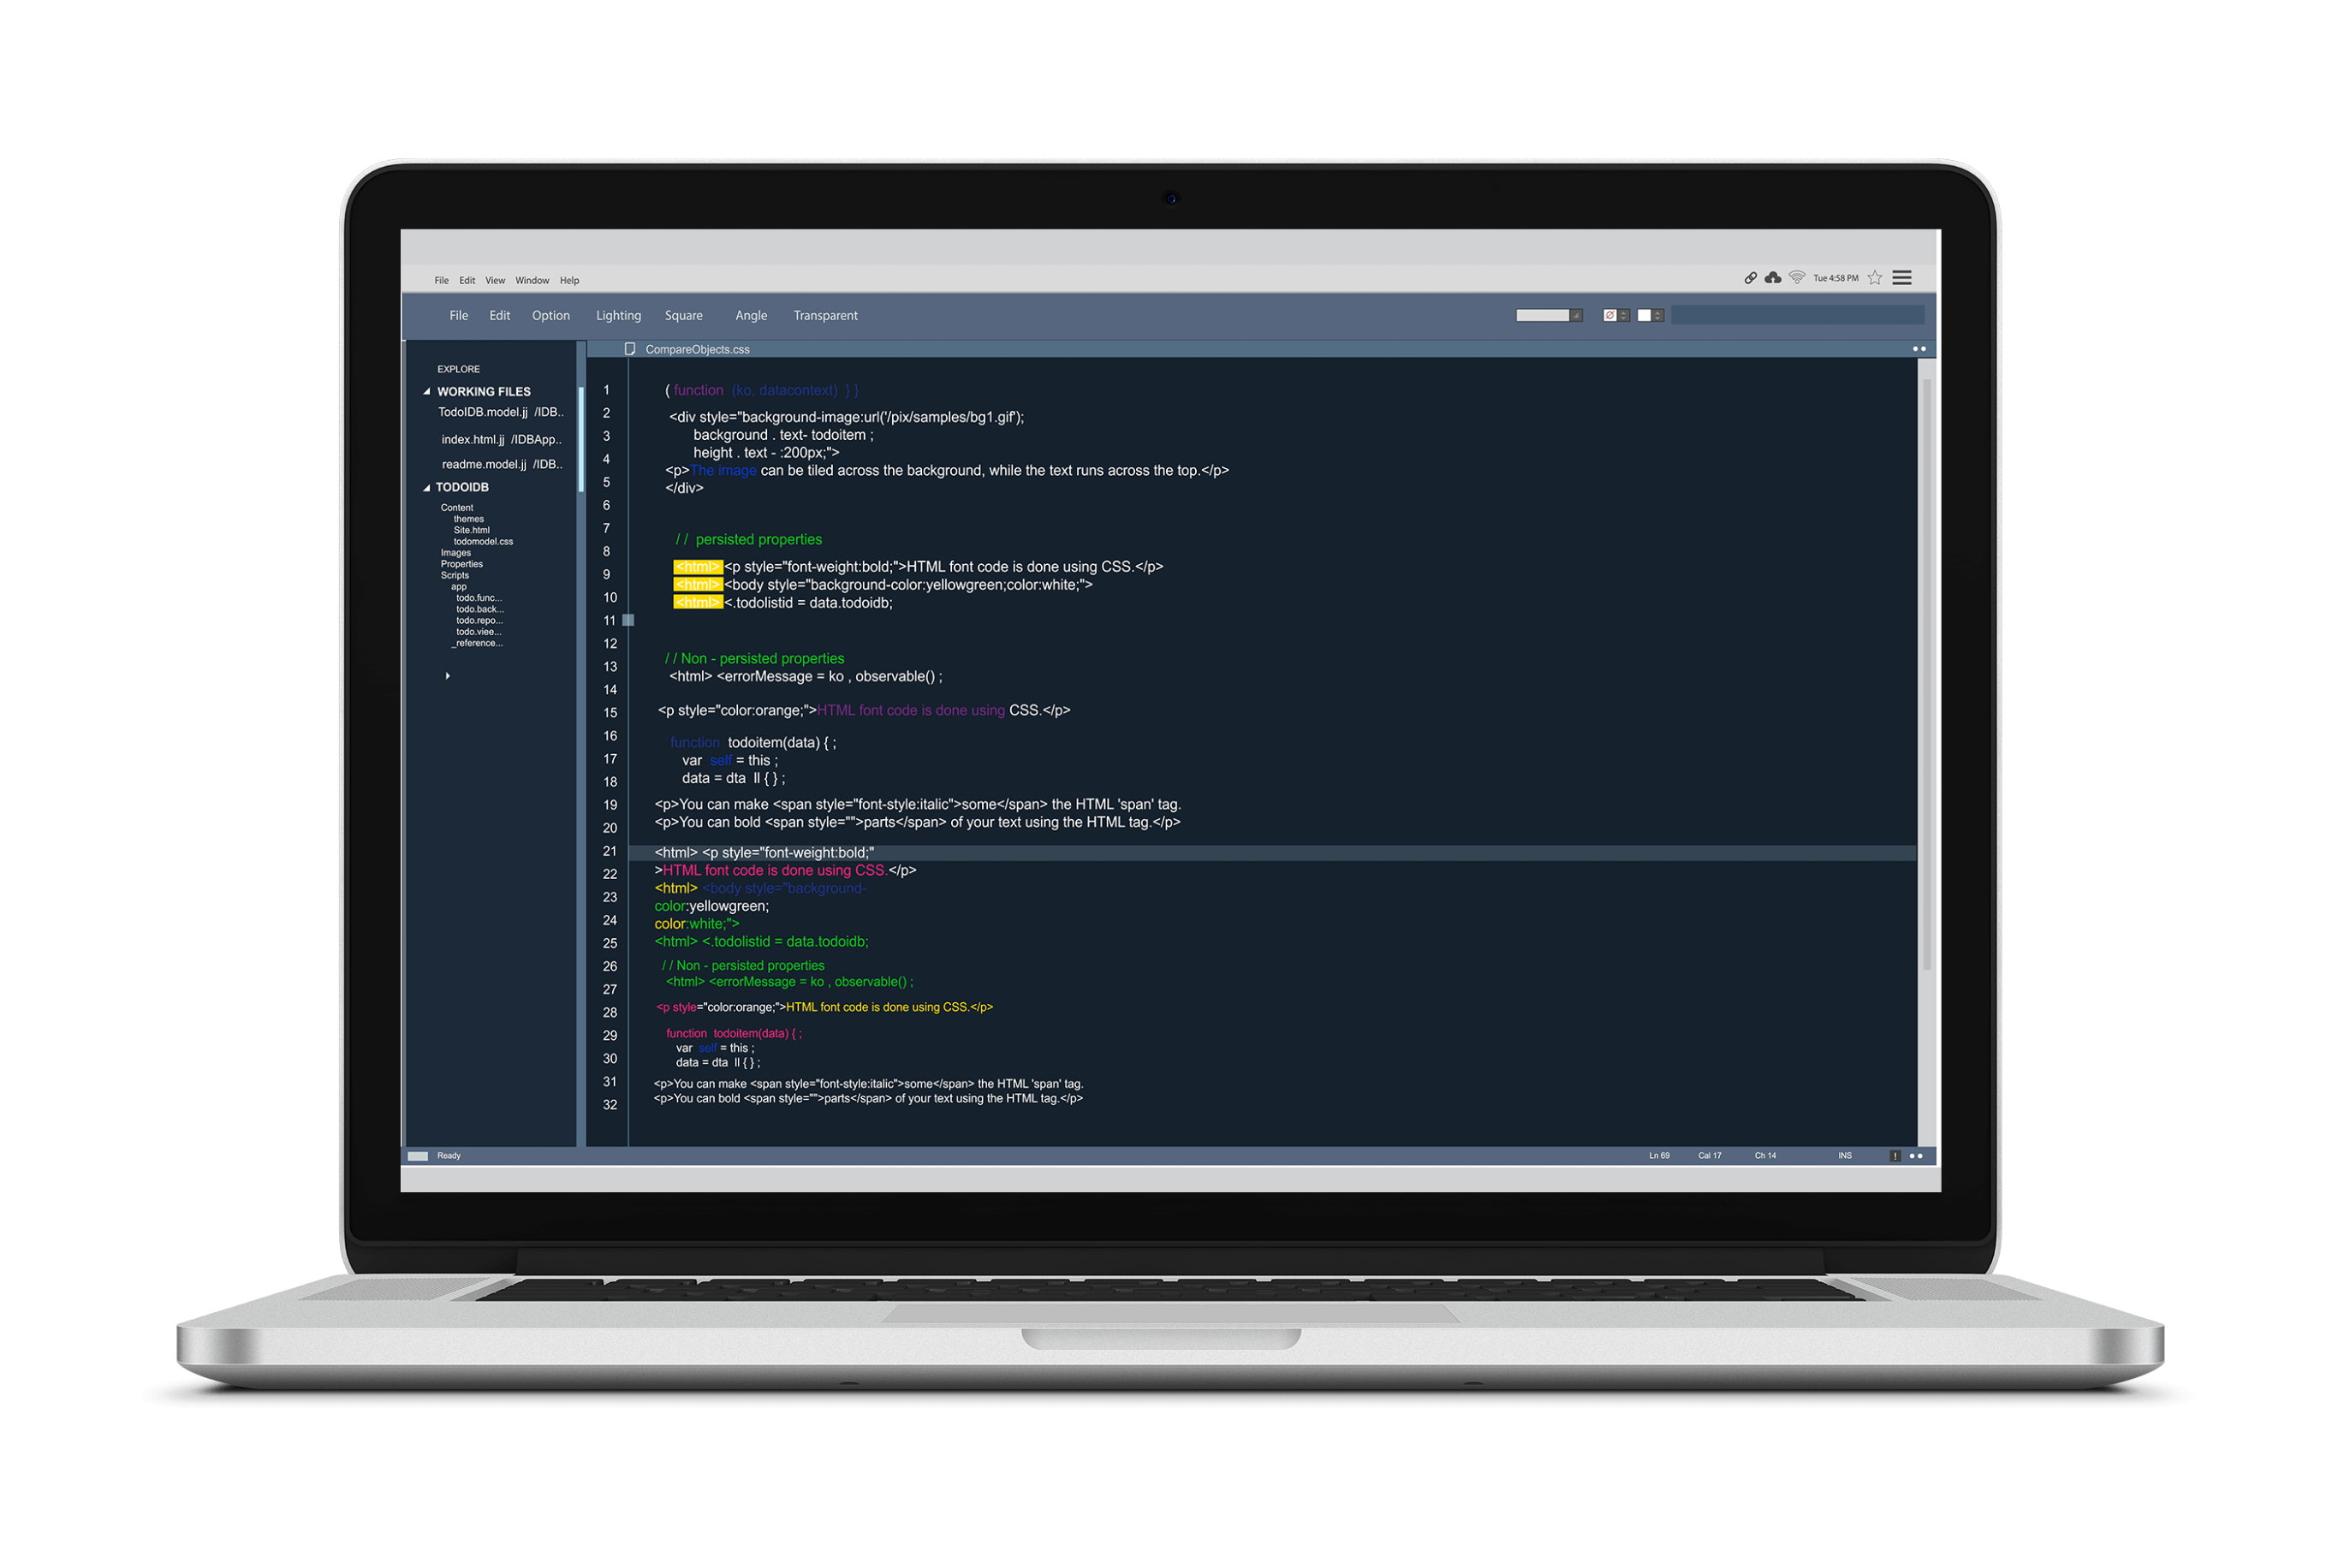 File Edit View Window Help
Tue 4:58 PM
File Edit Option Lighting Square Angle Transparent
CompareObjects.css
EXPLORE
WORKING FILES
TodoIDB.model.jj /IDB..
index.html.jj /IDBApp..
readme.model.jj /IDB..
TODOIDB
Content
themes
Site.html
todomodel.css
Images
Properties
Scripts
app
todo.func...
todo.back...
todo.repo...
todo.viee...
_reference...
1
2
3
4
5
6
7
8
9
10
11
12
13
14
15
16
17
18
19
20
21
22
23
24
25
26
27
28
29
30
31
32
( function (ko, datacontext) } }
<div style="background-image:url('/pix/samples/bg1.gif');
background . text- todoitem ;
height . text - :200px;">
<p>The image can be tiled across the background, while the text runs across the top.</p>
</div>
/ / persisted properties
<html> <p style="font-weight:bold;">HTML font code is done using CSS.</p>
<html> <body style="background-color:yellowgreen;color:white;">
<html> <.todolistid = data.todoidb;
/ / Non - persisted properties
<html> <errorMessage = ko , observable() ;
<p style="color:orange;">HTML font code is done using CSS.</p>
function todoitem(data) { ;
var self = this ;
data = dta ll { } ;
<p>You can make <span style="font-style:italic">some</span> the HTML 'span' tag.
<p>You can bold <span style="">parts</span> of your text using the HTML tag.</p>
<html> <p style="font-weight:bold;"
>HTML font code is done using CSS.</p>
<html> <body style="background-
color:yellowgreen;
color:white;">
<html> <.todolistid = data.todoidb;
/ / Non - persisted properties
<html> <errorMessage = ko , observable() ;
<p style="color:orange;">HTML font code is done using CSS.</p>
function todoitem(data) { ;
var self = this ;
data = dta ll { } ;
<p>You can make <span style="font-style:italic">some</span> the HTML 'span' tag.
<p>You can bold <span style="">parts</span> of your text using the HTML tag.</p>
Ready
Ln 69 Cal 17 Ch 14 INS !